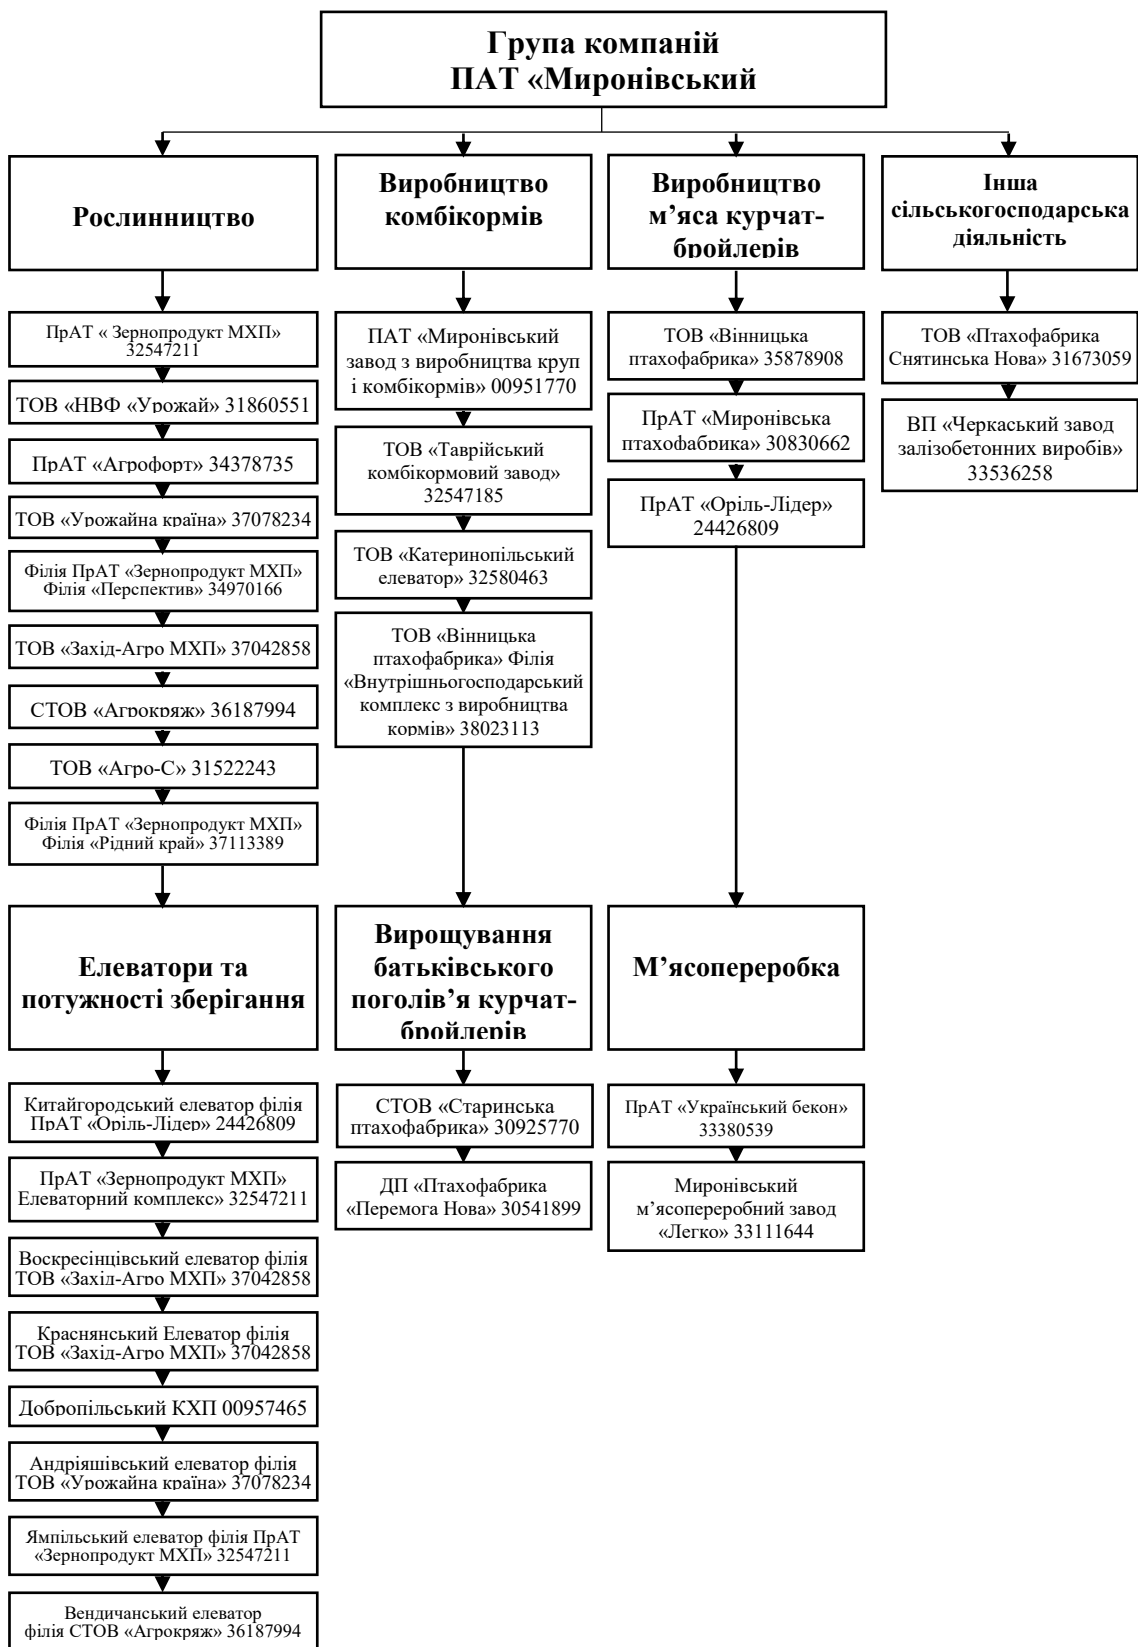 Група компаній
ПАТ «Миронівський
Рослинництво
Виробництво
комбікормів
Виробництво
м’яса курчат-
бройлерів
Інша
сільськогосподарська
діяльність
ПрАТ « Зернопродукт МХП»
32547211
ТОВ «НВФ «Урожай» 31860551
ПрАТ «Агрофорт» 34378735
ТОВ «Урожайна країна» 37078234
Філія ПрАТ «Зернопродукт МХП»
Філія «Перспектив» 34970166
ТОВ «Захід-Агро МХП» 37042858
СТОВ «Агрокряж» 36187994
ТОВ «Агро-С» 31522243
Філія ПрАТ «Зернопродукт МХП»
Філія «Рідний край» 37113389
ПАТ «Миронівський
завод з виробництва круп
і комбікормів» 00951770
ТОВ «Таврійський
комбікормовий завод»
32547185
ТОВ «Катеринопільський
елеватор» 32580463
ТОВ «Вінницька
птахофабрика» Філія
«Внутрішньогосподарський
комплекс з виробництва
кормів» 38023113
ТОВ «Вінницька
птахофабрика» 35878908
ПрАТ «Миронівська
птахофабрика» 30830662
ПрАТ «Оріль-Лідер»
24426809
ТОВ «Птахофабрика
Снятинська Нова» 31673059
ВП «Черкаський завод
залізобетонних виробів»
33536258
Елеватори та
потужності зберігання
Вирощування
батьківського
поголів’я курчат-
бройлерів
М’ясопереробка
Китайгородський елеватор філія
ПрАТ «Оріль-Лідер» 24426809
ПрАТ «Зернопродукт МХП»
Елеваторний комплекс» 32547211
Воскресінцівський елеватор філія
ТОВ «Захід-Агро МХП» 37042858
Краснянський Елеватор філія
ТОВ «Захід-Агро МХП» 37042858
Добропільський КХП 00957465
Андріяшівський елеватор філія
ТОВ «Урожайна країна» 37078234
Ямпільський елеватор філія ПрАТ
«Зернопродукт МХП» 32547211
Вендичанський елеватор
філія СТОВ «Агрокряж» 36187994
СТОВ «Старинська
птахофабрика» 30925770
ДП «Птахофабрика
«Перемога Нова» 30541899
ПрАТ «Український бекон»
33380539
Миронівський
м’ясопереробний завод
«Легко» 33111644